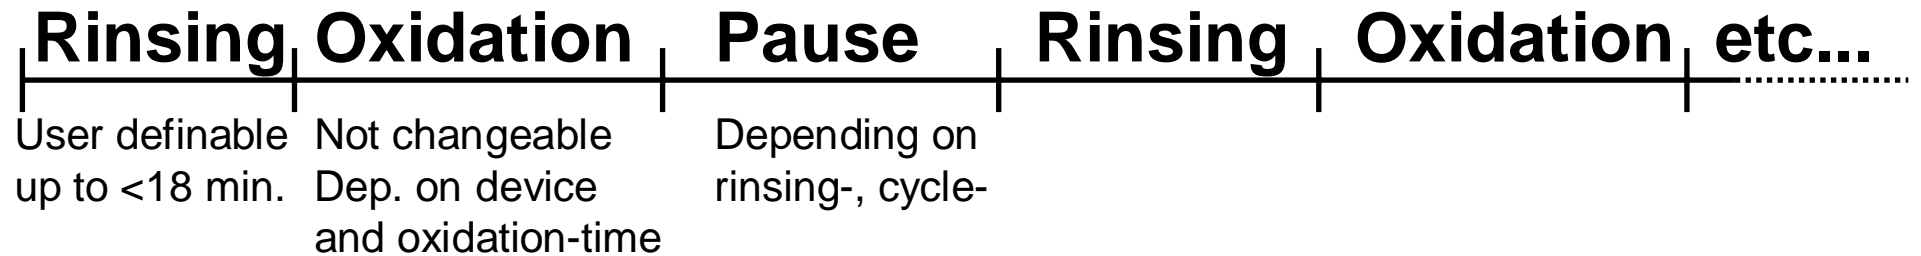 Rinsing Oxidation Pause Rinsing Oxidation etc...
User definable Not changeable Depending on
up to <18 min. Dep. on device rinsing-, cycle-
and oxidation-time